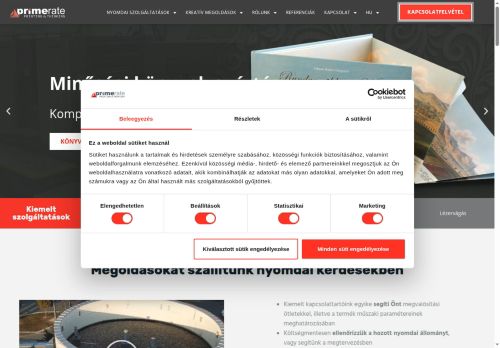 primerate
PRINTING & THINKING
NYOMDAI SZOLGÁLTATÁSOK
KREATÍV MEGOLDÁSOK
RÓLUNK
REFERENCIÁK
KAPCSOLAT
HU
KAPCSOLATFELVÉTEL
primerate
Cookiebot
by Usercentrics
Beleegyezés
Részletek
A sütikről
Ez a weboldal sütiket használ
Sütiket használunk a tartalmak és hirdetések személyre szabásához, közösségi funkciók biztosításához, valamint
weboldalforgalmunk elemzéséhez. Ezenkívül közösségi média-, hirdető- és elemező partnereinkkel megosztjuk az Ön
weboldalhasználatra vonatkozó adatait, akik kombinálhatják az adatokat más olyan adatokkal, amelyeket Ön adott meg
számukra vagy az Ön által használt más szolgáltatásokból gyűjtöttek.
Elengedhetetlen
Beállítások
Statisztikai
Marketing
Kiválasztott sütik engedélyezése
Minden süti engedélyezése
Kiemelt
szolgáltatások
Létrarágás
Megoldásokat szállítunk nyomdai kérdésekben
Kiemelt kapcsolattartóink egyike segíti Önt megvalósítási
ötletekkel, illetve a termék műszaki paramétereinek
meghatározásában
Költségmentesen ellenőrizzük a hozott nyomdai állományt,
vagy segítünk a megtervezésben